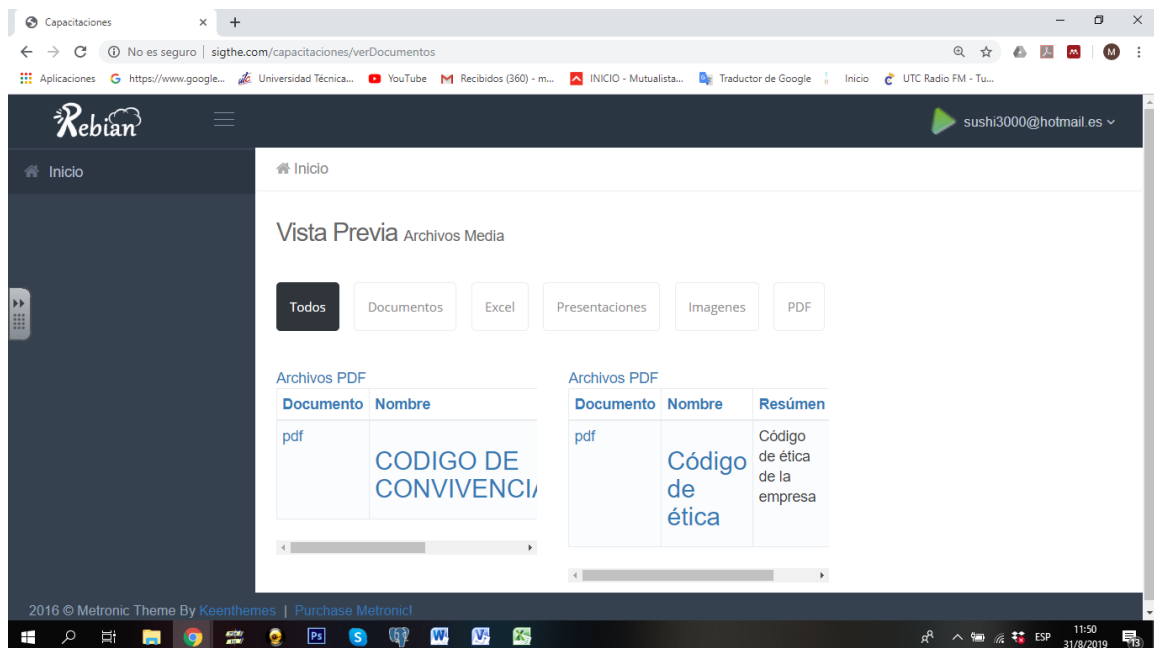 Capacitaciones
No es seguro | sigthe.com/capacitaciones/verDocumentos
M
Aplicaciones G https://www.google... Universidad Técnica... YouTube Recibidos (360) - m... INICIO - Mutualista... Traductor de Google Inicio UTC Radio FM - Tu...
Rebian
sushi3000@hotmail.es
Inicio
Inicio
Vista Previa Archivos Media
Todos Documentos Excel Presentaciones Imagenes PDF
Archivos PDF
Documento Nombre
pdf
CODIGO DE
CONVIVENCIA
Archivos PDF
Documento Nombre Resúmen
pdf
Código
de
ética
Código
de ética
de la
empresa
2016 © Metronic Theme By Keenthemes | Purchase Metronic!
Ps S W V X
ESP
11:50
31/8/2019
13